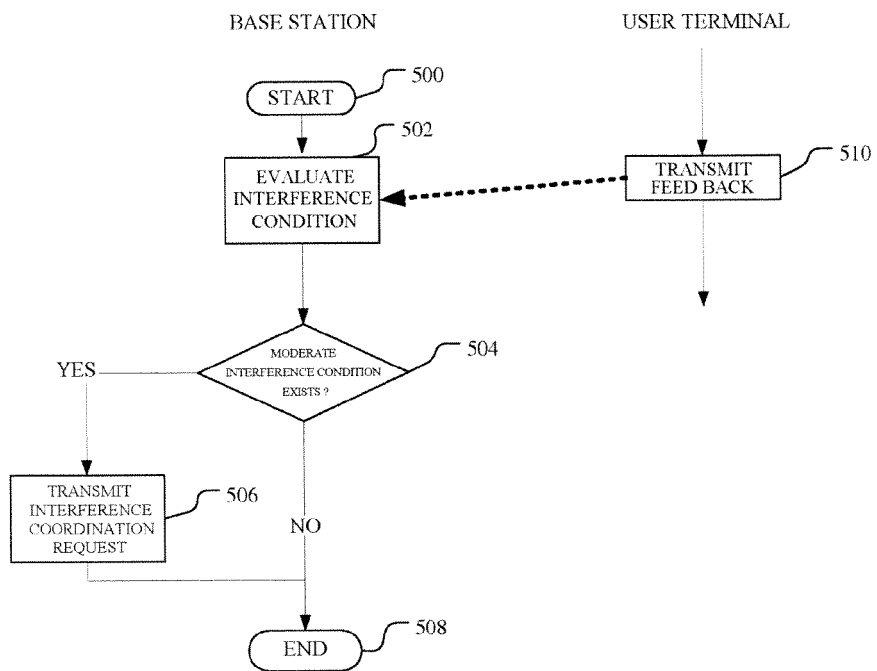 BASE STATION
USER TERMINAL
500
START
502
EVALUATE
INTERFERENCE
CONDITION
510
TRANSMIT
FEED BACK
504
MODERATE
INTERFERENCE CONDITION
EXISTS ?
YES
506
TRANSMIT
INTERFERENCE
COORDINATION
REQUEST
NO
END
508